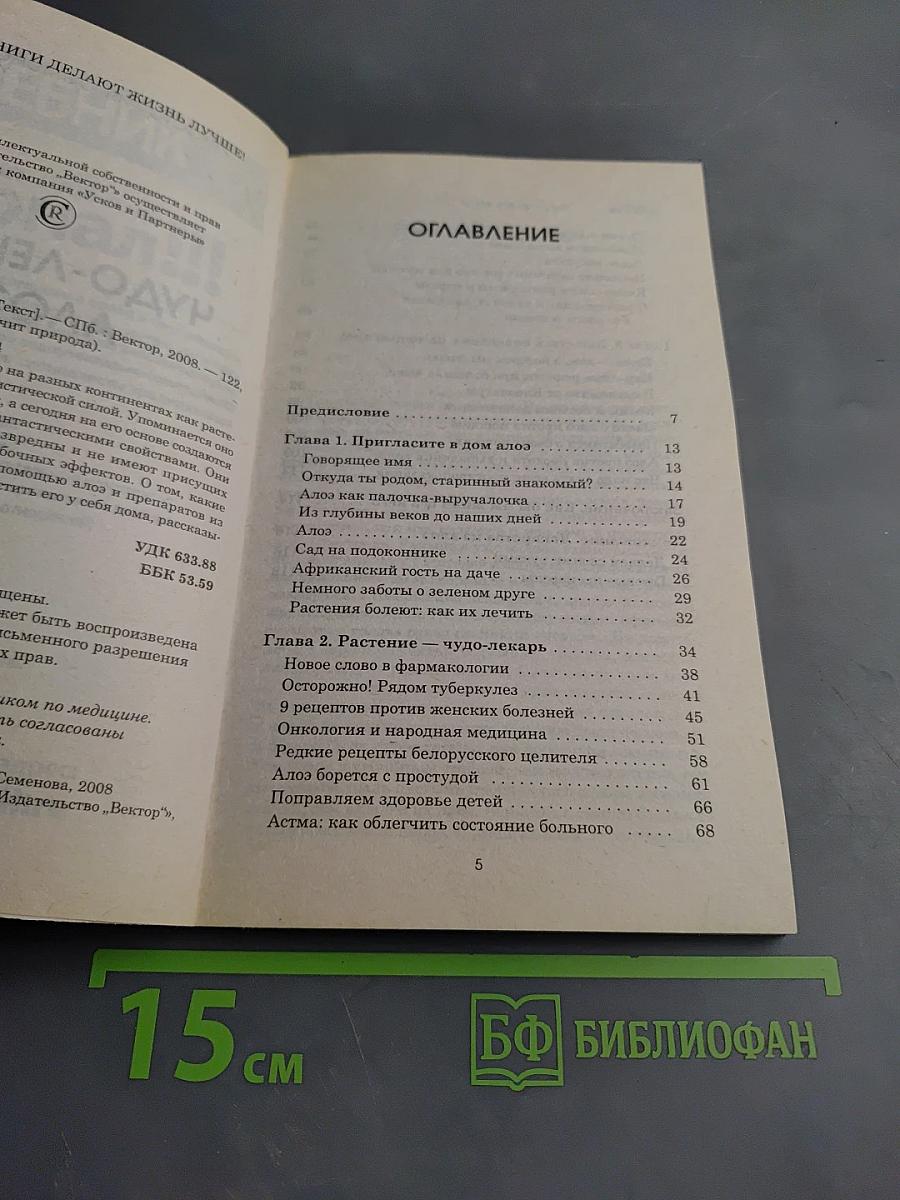 НИГИ ДЕЛАЮТ ЖИЗНЬ ЛУЧШЕ!
лектуальной собственности и прав
тельство „Вектор"» осуществляет
компания «Усков и Партнеры»
Текст].— СПб. : Вектор, 2008. — 122,
чит природа).
о на разных континентах как расте-
истической силой. Упоминается оно
, а сегодня на его основе создаются
антастическими свойствами. Они
звредны и не имеют присущих
бочных эффектов. О том, какие
помощью алоэ и препаратов из
стить его у себя дома, рассказы-
УДК 633.88
ББК 53.59
щены.
жет быть воспроизведена
исьменного разрешения
х прав.
иком по медицине.
ть согласованы
Семенова, 2008
Издательство „Вектор"»,
ОГЛАВЛЕНИЕ
Предисловие . . . . . . . . . . . . . . . . . . . . . . . . 7
Глава 1. Пригласите в дом алоэ . . . . . . . . . . . . . 13
Говорящее имя . . . . . . . . . . . . . . . . . . . . . . 13
Откуда ты родом, старинный знакомый? . . . . . . 14
Алоэ как палочка-выручалочка . . . . . . . . . . . . . 17
Из глубины веков до наших дней . . . . . . . . . . . . 19
Алоэ . . . . . . . . . . . . . . . . . . . . . . . . . . . . . 22
Сад на подоконнике . . . . . . . . . . . . . . . . . . . . 24
Африканский гость на даче . . . . . . . . . . . . . . . 26
Немного заботы о зеленом друге . . . . . . . . . . . . 29
Растения болеют: как их лечить . . . . . . . . . . . . 32
Глава 2. Растение — чудо-лекарь . . . . . . . . . . . . 34
Новое слово в фармакологии . . . . . . . . . . . . . . 38
Осторожно! Рядом туберкулез . . . . . . . . . . . . . 41
9 рецептов против женских болезней . . . . . . . . 45
Онкология и народная медицина . . . . . . . . . . . . 51
Редкие рецепты белорусского целителя . . . . . . . 58
Алоэ борется с простудой . . . . . . . . . . . . . . . . 61
Поправляем здоровье детей . . . . . . . . . . . . . . . 66
Астма: как облегчить состояние больного . . . . . 68
5
15 см
БФ БИБЛИОФАН